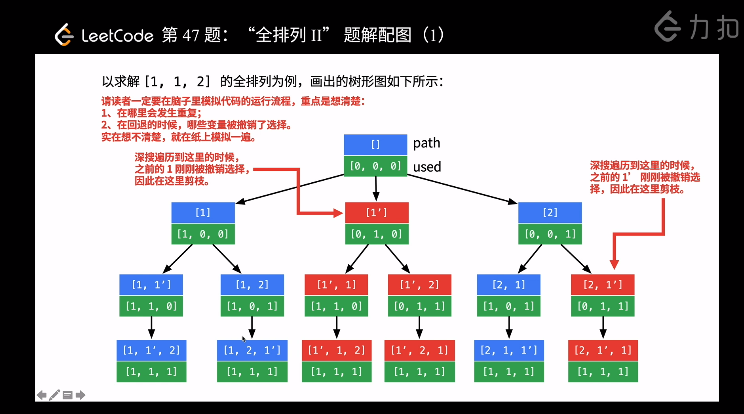 LeetCode 第 47 题：“全排列 II” 题解配图（1）
力扣
以求解 [1, 1, 2] 的全排列为例，画出的树形图如下所示：
请读者一定要在脑子里模拟代码的运行流程，重点是想清楚：
1、在哪里会发生重复；
2、在回退的时候，哪些变量被撤销了选择。
实在想不清楚，就在纸上模拟一遍。
深搜遍历到这里的时候，
之前的 1 刚刚被撤销选择，
因此在这里剪枝。
[] path
[0, 0, 0] used
深搜遍历到这里的时候，
之前的 1' 刚刚被撤销选
择，因此在这里剪枝。
[1] [1'] [2]
[1, 0, 0] [0, 1, 0] [0, 0, 1]
[1, 1'] [1, 2] [1', 1] [1', 2] [2, 1] [2, 1']
[1, 1, 0] [1, 0, 1] [1, 1, 0] [0, 1, 1] [1, 0, 1] [0, 1, 1]
[1, 1', 2] [1, 2, 1'] [1', 1, 2] [1', 2, 1] [2, 1, 1'] [2, 1', 1]
[1, 1, 1] [1, 1, 1] [1, 1, 1] [1, 1, 1] [1, 1, 1] [1, 1, 1]